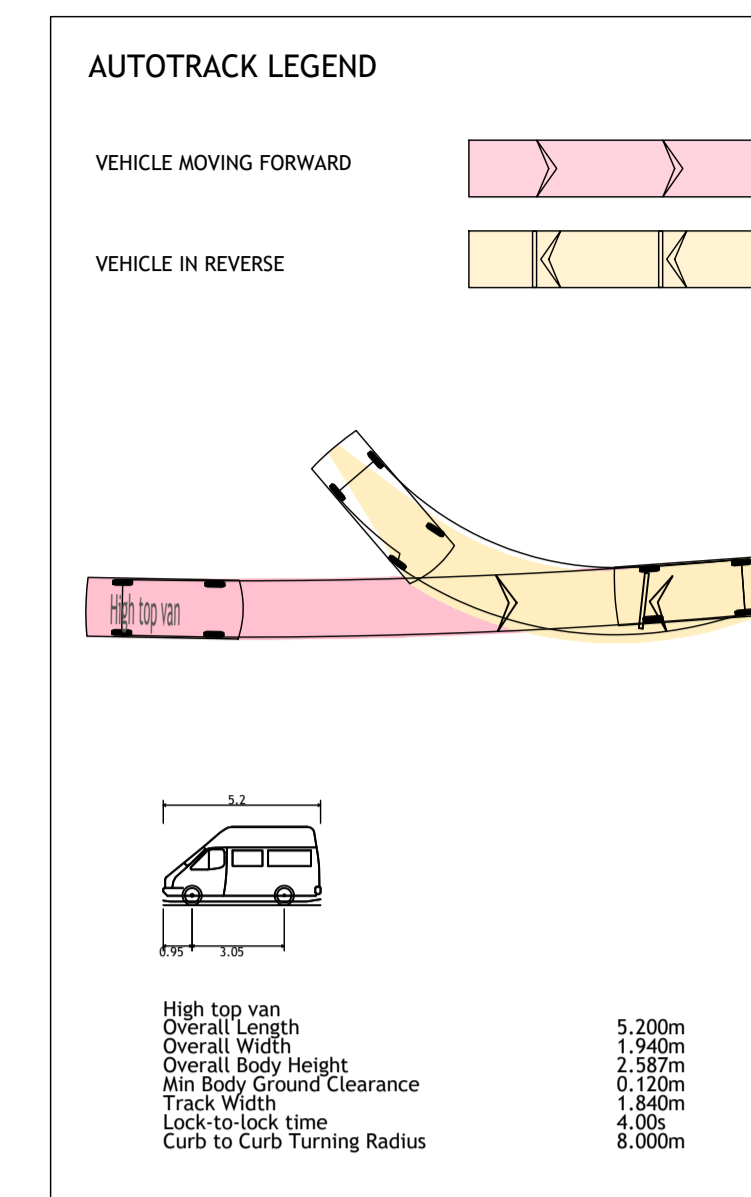 AUTOTRACK LEGEND
VEHICLE MOVING FORWARD
VEHICLE IN REVERSE
High top van
5.2
0.95 3.05
High top van
Overall Length 5.200m
Overall Width 1.940m
Overall Body Height 2.587m
Min Body Ground Clearance 0.120m
Track Width 1.840m
Lock-to-lock time 4.00s
Curb to Curb Turning Radius 8.000m